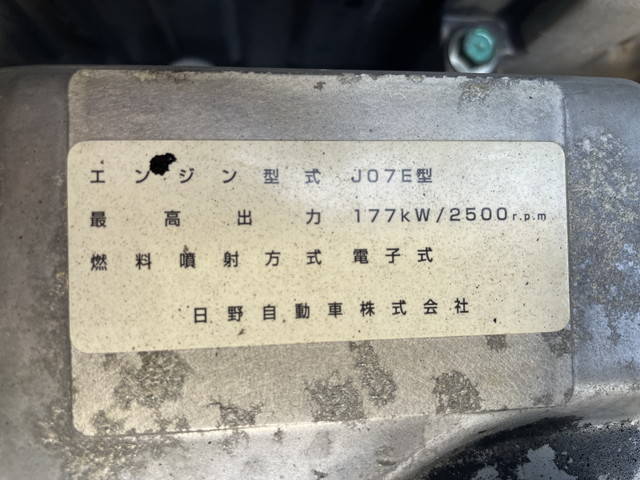 エンジン型式 J07E型
最高出力 177kW/2500r.p.m
燃料噴射方式 電子式
日野自動車株式会社